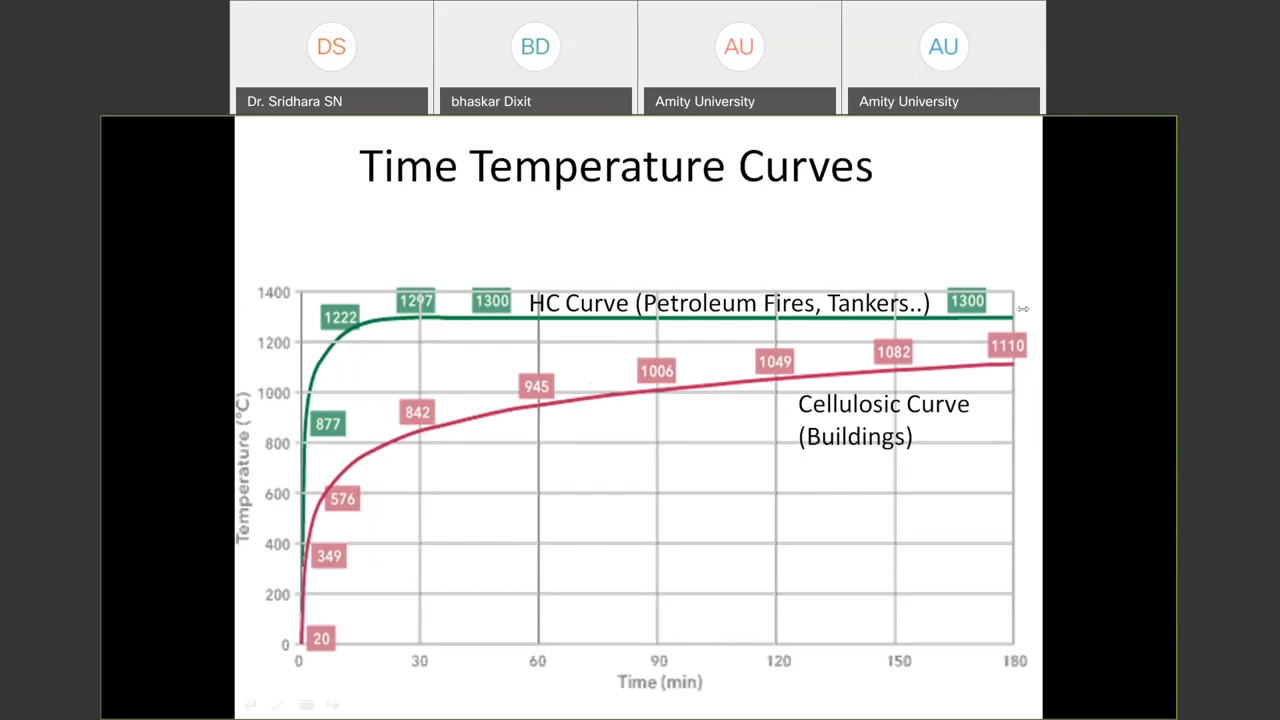 DS
BD
AU
AU
Dr. Sridhara SN
bhaskar Dixit
Amity University
Amity University
Time Temperature Curves
1400
1200
1000
800
600
400
200
0
Temperature (°C)
1222
1297
1300
HC Curve (Petroleum Fires, Tankers..)
1300
877
20
349
576
842
945
1006
1049
1082
1110
Cellulosic Curve
(Buildings)
0
30
60
90
120
150
180
Time (min)